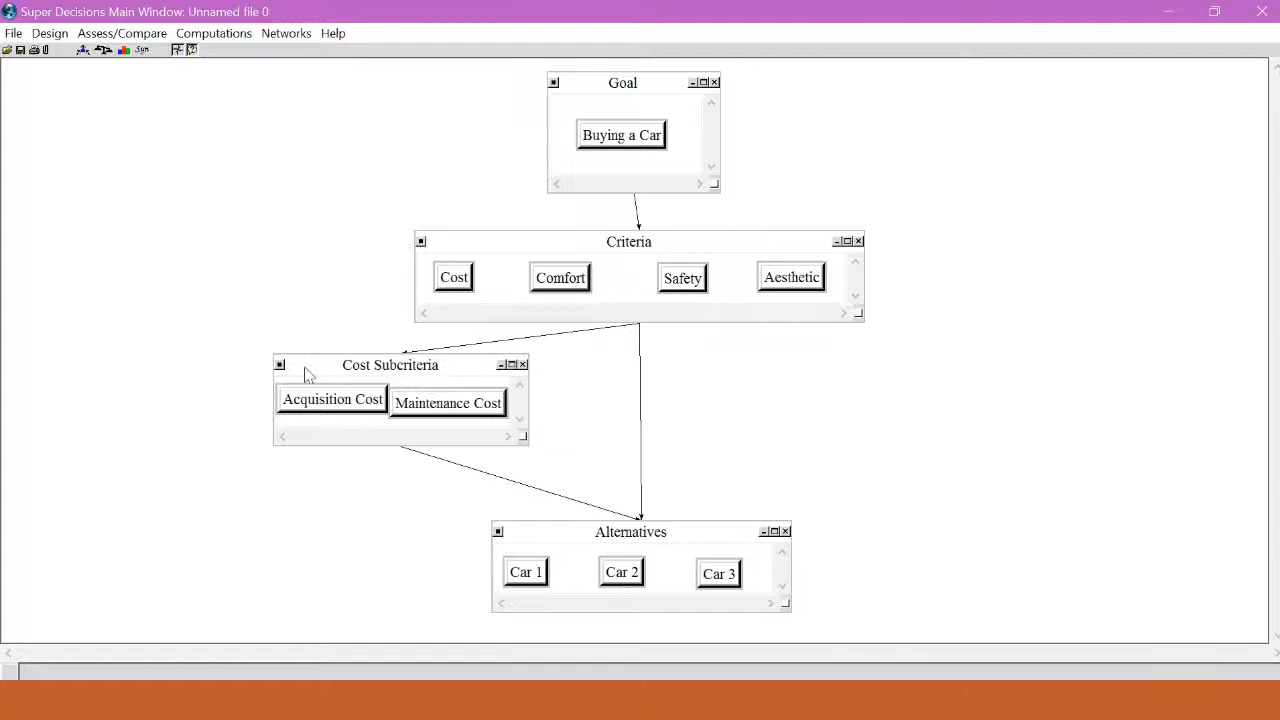 Super Decisions Main Window: Unnamed file 0
File Design Assess/Compare Computations Networks Help
Syn
Goal
Buying a Car
Criteria
Cost Comfort Safety Aesthetic
Cost Subcriteria
Acquisition Cost Maintenance Cost
Alternatives
Car 1 Car 2 Car 3